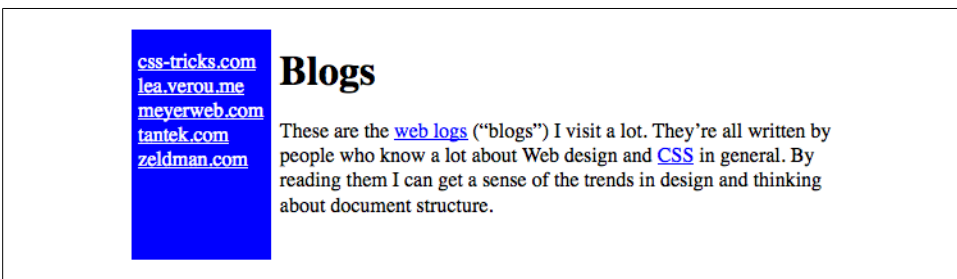 css-tricks.com
lea.verou.me
meyerweb.com
tantek.com
zeldman.com
Blogs
These are the web logs (“blogs”) I visit a lot. They’re all written by
people who know a lot about Web design and CSS in general. By
reading them I can get a sense of the trends in design and thinking
about document structure.